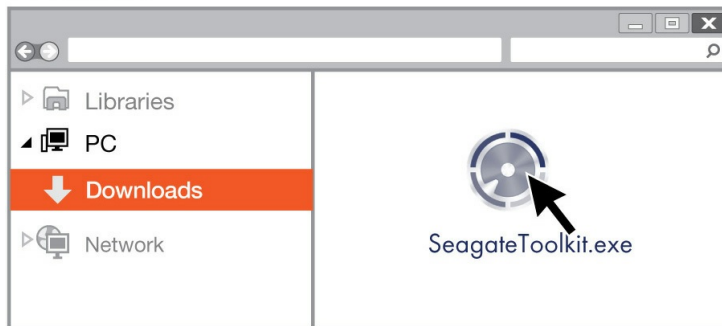 Libraries
PC
Downloads
SeagateToolkit.exe
Network